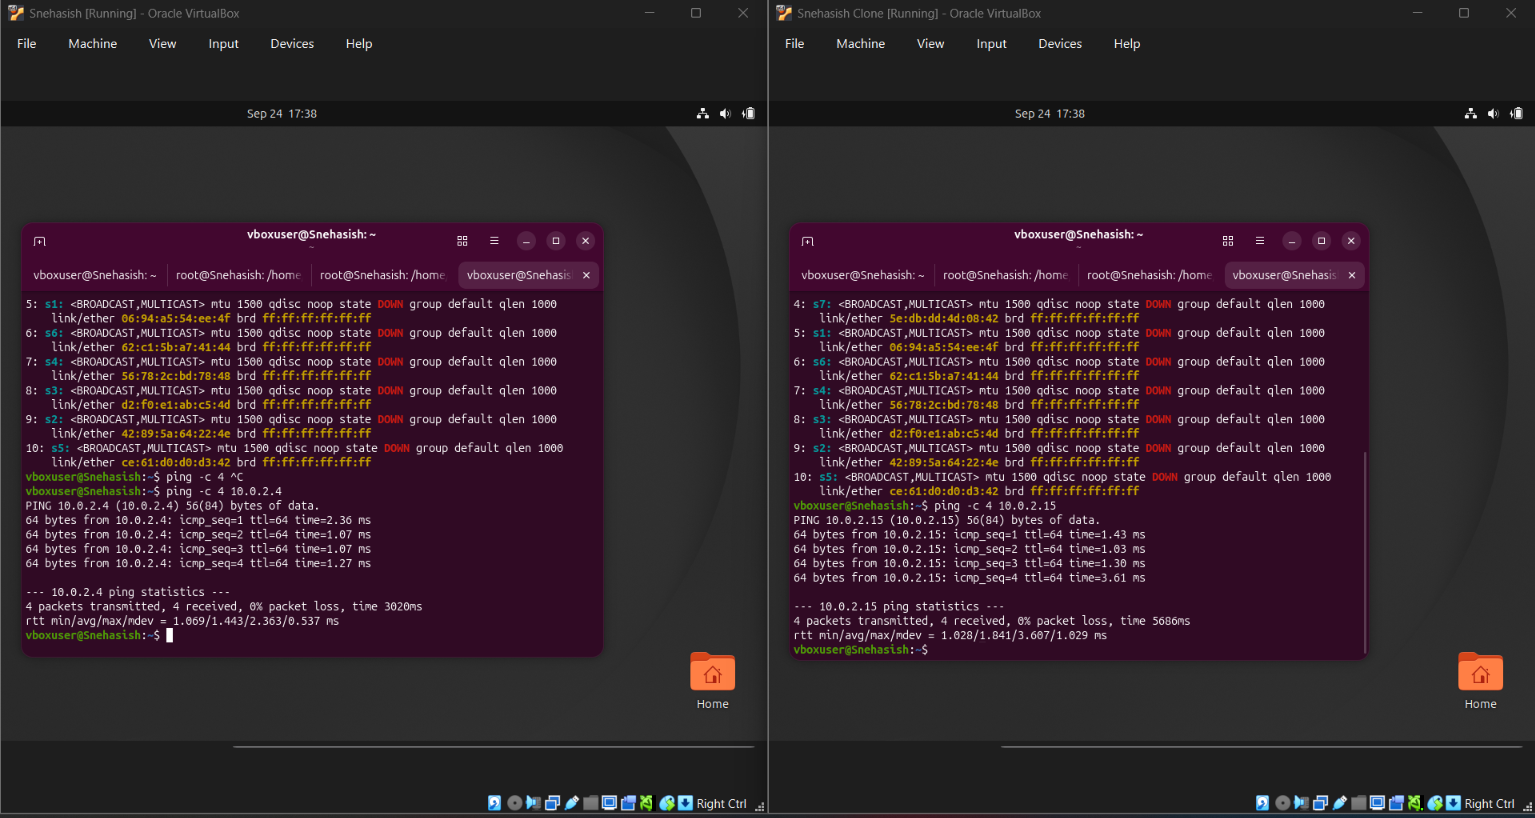 Snehasish [Running] - Oracle VirtualBox
File Machine View Input Devices Help
Sep 24 17:38
vboxuser@Snehasish: ~
~
vboxuser@Snehasish: ~ root@Snehasish: /home root@Snehasish: /home, vboxuser@Snehasis
5: s1: <BROADCAST,MULTICAST> mtu 1500 qdisc noop state DOWN group default qlen 1000
link/ether 06:94:a5:54:ee:4f brd ff:ff:ff:ff:ff:ff
6: s6: <BROADCAST,MULTICAST> mtu 1500 qdisc noop state DOWN group default qlen 1000
link/ether 62:c1:5b:a7:41:44 brd ff:ff:ff:ff:ff:ff
7: s4: <BROADCAST,MULTICAST> mtu 1500 qdisc noop state DOWN group default qlen 1000
link/ether 56:78:2c:bd:78:48 brd ff:ff:ff:ff:ff:ff
8: s3: <BROADCAST,MULTICAST> mtu 1500 qdisc noop state DOWN group default qlen 1000
link/ether d2:f0:e1:ab:c5:4d brd ff:ff:ff:ff:ff:ff
9: s2: <BROADCAST,MULTICAST> mtu 1500 qdisc noop state DOWN group default qlen 1000
link/ether 42:89:5a:64:22:4e brd ff:ff:ff:ff:ff:ff
10: s5: <BROADCAST,MULTICAST> mtu 1500 qdisc noop state DOWN group default qlen 1000
link/ether ce:61:d0:d0:d3:42 brd ff:ff:ff:ff:ff:ff
vboxuser@Snehasish:~$ ping -c 4 ^C
vboxuser@Snehasish:~$ ping -c 4 10.0.2.4
PING 10.0.2.4 (10.0.2.4) 56(84) bytes of data.
64 bytes from 10.0.2.4: icmp_seq=1 ttl=64 time=2.36 ms
64 bytes from 10.0.2.4: icmp_seq=2 ttl=64 time=1.07 ms
64 bytes from 10.0.2.4: icmp_seq=3 ttl=64 time=1.07 ms
64 bytes from 10.0.2.4: icmp_seq=4 ttl=64 time=1.27 ms
--- 10.0.2.4 ping statistics ---
4 packets transmitted, 4 received, 0% packet loss, time 3020ms
rtt min/avg/max/mdev = 1.069/1.443/2.363/0.537 ms
vboxuser@Snehasish:~$
Home
Right Ctrl
Snehasish Clone [Running] - Oracle VirtualBox
File Machine View Input Devices Help
Sep 24 17:38
vboxuser@Snehasish: ~
~
vboxuser@Snehasish: ~ root@Snehasish: /home root@Snehasish: /home, vboxuser@Snehasis
4: s7: <BROADCAST,MULTICAST> mtu 1500 qdisc noop state DOWN group default qlen 1000
link/ether 5e:db:dd:4d:08:42 brd ff:ff:ff:ff:ff:ff
5: s1: <BROADCAST,MULTICAST> mtu 1500 qdisc noop state DOWN group default qlen 1000
link/ether 06:94:a5:54:ee:4f brd ff:ff:ff:ff:ff:ff
6: s6: <BROADCAST,MULTICAST> mtu 1500 qdisc noop state DOWN group default qlen 1000
link/ether 62:c1:5b:a7:41:44 brd ff:ff:ff:ff:ff:ff
7: s4: <BROADCAST,MULTICAST> mtu 1500 qdisc noop state DOWN group default qlen 1000
link/ether 56:78:2c:bd:78:48 brd ff:ff:ff:ff:ff:ff
8: s3: <BROADCAST,MULTICAST> mtu 1500 qdisc noop state DOWN group default qlen 1000
link/ether d2:f0:e1:ab:c5:4d brd ff:ff:ff:ff:ff:ff
9: s2: <BROADCAST,MULTICAST> mtu 1500 qdisc noop state DOWN group default qlen 1000
link/ether 42:89:5a:64:22:4e brd ff:ff:ff:ff:ff:ff
10: s5: <BROADCAST,MULTICAST> mtu 1500 qdisc noop state DOWN group default qlen 1000
link/ether ce:61:d0:d0:d3:42 brd ff:ff:ff:ff:ff:ff
vboxuser@Snehasish:~$ ping -c 4 10.0.2.15
PING 10.0.2.15 (10.0.2.15) 56(84) bytes of data.
64 bytes from 10.0.2.15: icmp_seq=1 ttl=64 time=1.43 ms
64 bytes from 10.0.2.15: icmp_seq=2 ttl=64 time=1.03 ms
64 bytes from 10.0.2.15: icmp_seq=3 ttl=64 time=1.30 ms
64 bytes from 10.0.2.15: icmp_seq=4 ttl=64 time=3.61 ms
--- 10.0.2.15 ping statistics ---
4 packets transmitted, 4 received, 0% packet loss, time 5686ms
rtt min/avg/max/mdev = 1.028/1.841/3.607/1.029 ms
vboxuser@Snehasish:~$
Home
Right Ctrl